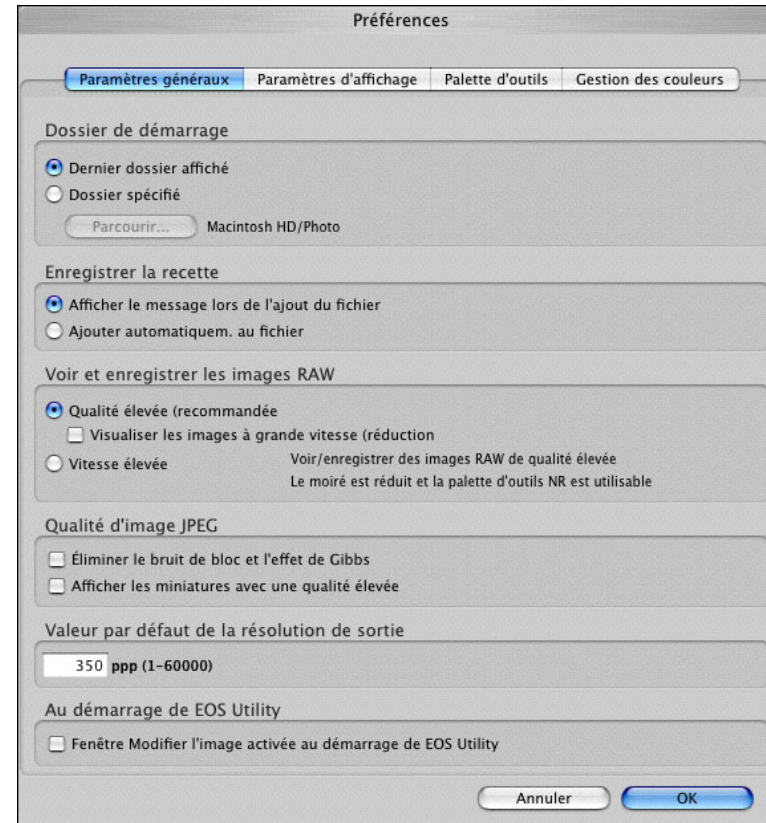 Préférences
Paramètres généraux Paramètres d'affichage Palette d'outils Gestion des couleurs
Dossier de démarrage
Dernier dossier affiché
Dossier spécifié
Parcourir... Macintosh HD/Photo
Enregistrer la recette
Afficher le message lors de l'ajout du fichier
Ajouter automatiquem. au fichier
Voir et enregistrer les images RAW
Qualité élevée (recommandée
Visualiser les images à grande vitesse (réduction
Vitesse élevée Voir/enregistrer des images RAW de qualité élevée
Le moiré est réduit et la palette d'outils NR est utilisable
Qualité d'image JPEG
Éliminer le bruit de bloc et l'effet de Gibbs
Afficher les miniatures avec une qualité élevée
Valeur par défaut de la résolution de sortie
350 ppp (1-60000)
Au démarrage de EOS Utility
Fenêtre Modifier l'image activée au démarrage de EOS Utility
Annuler OK